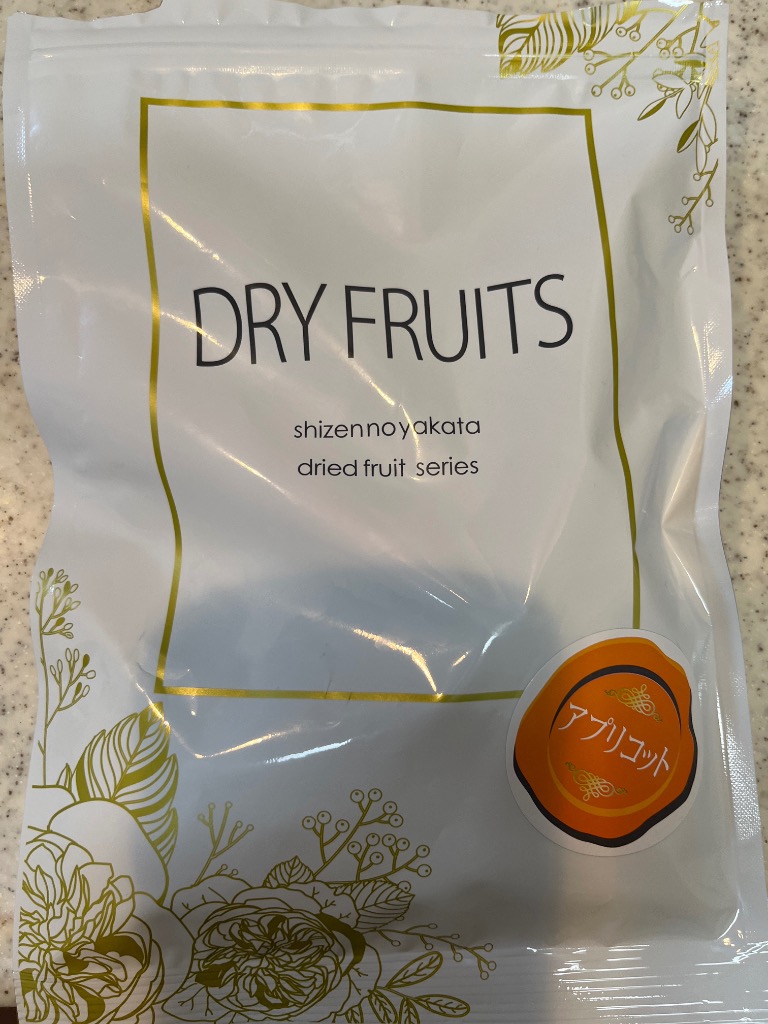 DRY FRUITS
shizennoyakata
dried fruit series
アプリコット